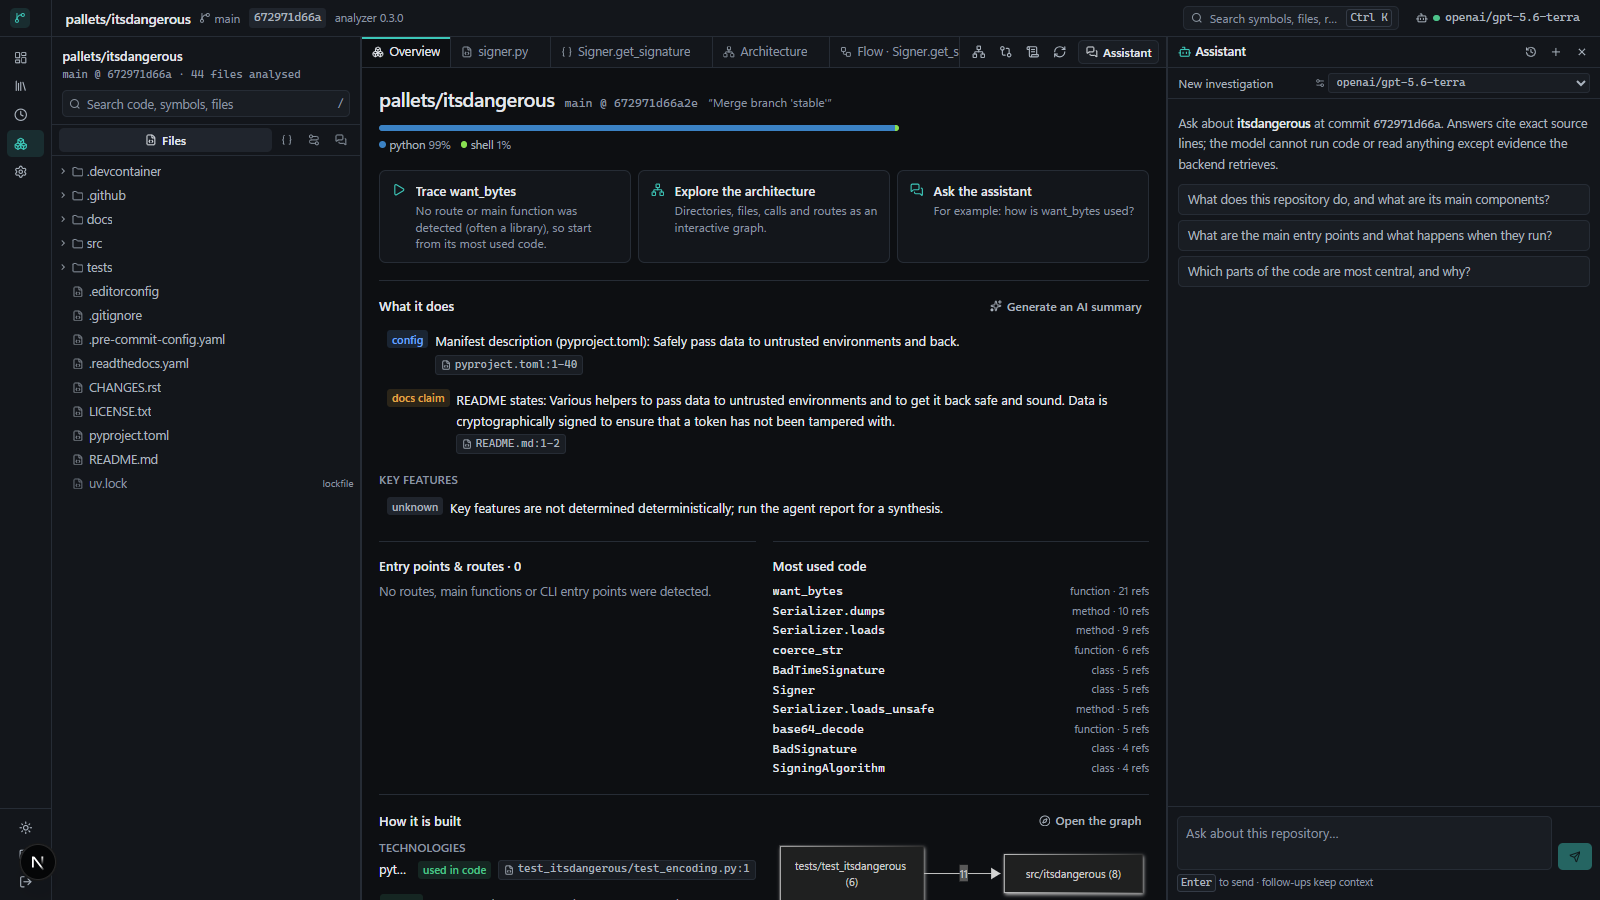 pallets/itsdangerous main 672971d66a analyzer 0.3.0
Search symbols, files, r... Ctrl K openai/gpt-5.6-terra
pallets/itsdangerous
main @ 672971d66a · 44 files analysed
Search code, symbols, files /
Files
.devcontainer
.github
docs
src
tests
.editorconfig
.gitignore
.pre-commit-config.yaml
.readthedocs.yaml
CHANGES.rst
LICENSE.txt
pyproject.toml
README.md
uv.lock lockfile
N
Overview signer.py Signer.get_signature Architecture Flow · Signer.get_s Assistant
pallets/itsdangerous main @ 672971d66a2e "Merge branch 'stable'"
python 99% shell 1%
Trace want_bytes
No route or main function was
detected (often a library), so start
from its most used code.
Explore the architecture
Directories, files, calls and routes as an
interactive graph.
Ask the assistant
For example: how is want_bytes used?
What it does Generate an AI summary
config Manifest description (pyproject.toml): Safely pass data to untrusted environments and back.
pyproject.toml:1-40
docs claim README states: Various helpers to pass data to untrusted environments and to get it back safe and sound. Data is
cryptographically signed to ensure that a token has not been tampered with.
README.md:1-2
KEY FEATURES
unknown Key features are not determined deterministically; run the agent report for a synthesis.
Entry points & routes · 0
No routes, main functions or CLI entry points were detected.
Most used code
want_bytes function · 21 refs
Serializer.dumps method · 10 refs
Serializer.loads method · 9 refs
coerce_str function · 6 refs
BadTimeSignature class · 5 refs
Signer class · 5 refs
Serializer.loads_unsafe method · 5 refs
base64_decode function · 5 refs
BadSignature class · 4 refs
SigningAlgorithm class · 4 refs
How it is built Open the graph
TECHNOLOGIES
pyt... used in code test_itsdangerous/test_encoding.py:1
tests/test_itsdangerous
(6)
11
src/itsdangerous (8)
Assistant
New investigation openai/gpt-5.6-terra
Ask about itsdangerous at commit 672971d66a. Answers cite exact source
lines; the model cannot run code or read anything except evidence the
backend retrieves.
What does this repository do, and what are its main components?
What are the main entry points and what happens when they run?
Which parts of the code are most central, and why?
Ask about this repository...
Enter to send · follow-ups keep context